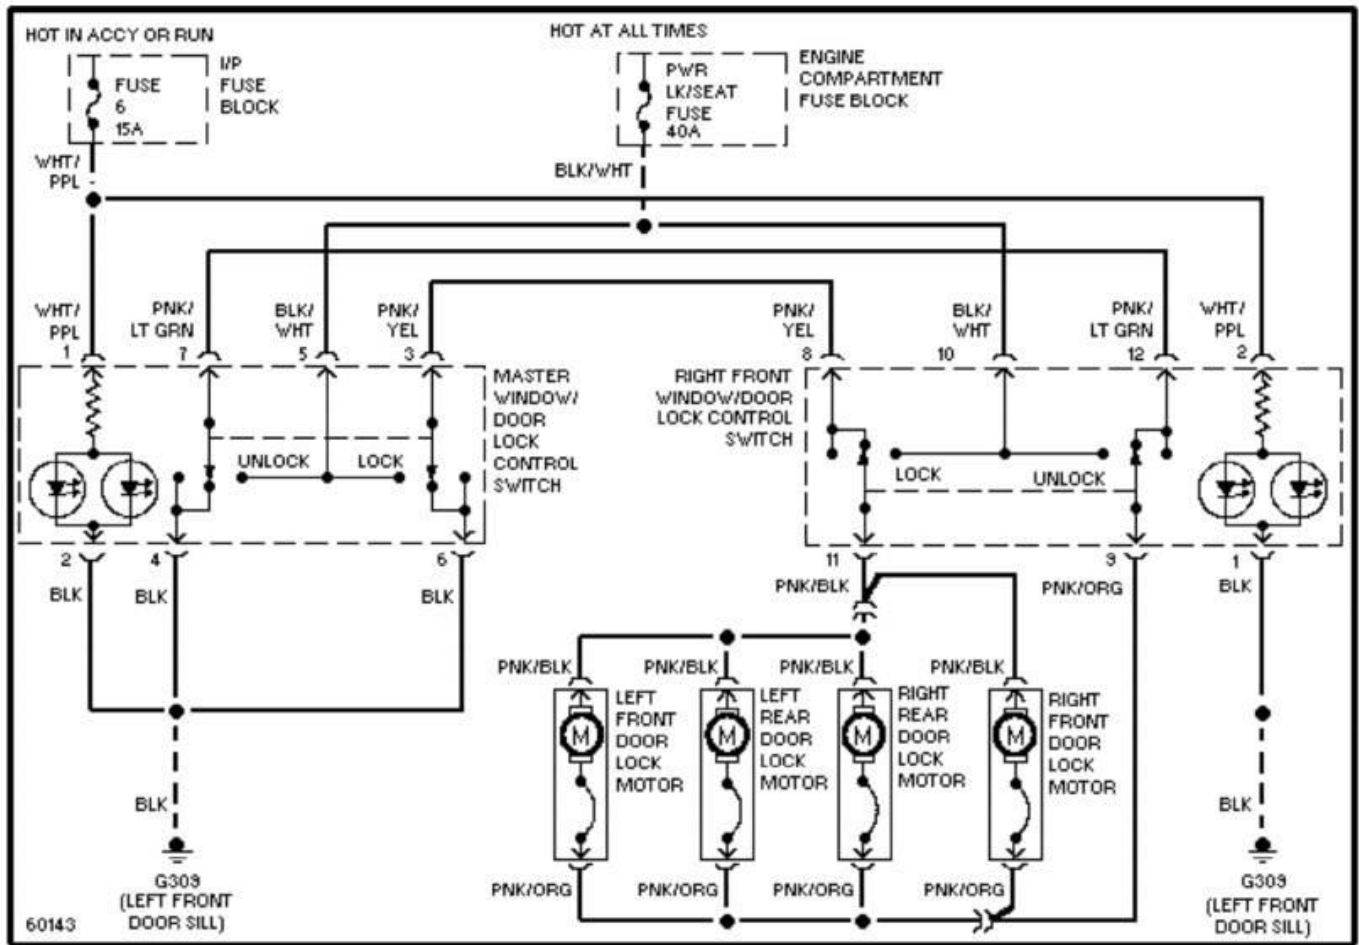 HOT IN ACCY OR RUN
HOT AT ALL TIMES
FUSE
6
15A
I/P
FUSE
BLOCK
PWR
LK/SEAT
FUSE
40A
ENGINE
COMPARTMENT
FUSE BLOCK
WHT/
PPL
BLK/WHT
WHT/
PPL
1
PNK/
LT GRN
7
BLK/
WHT
5
PNK/
YEL
3
PNK/
YEL
8
BLK/
WHT
10
PNK/
LT GRN
12
WHT/
PPL
2
MASTER
WINDOW/
DOOR
LOCK
CONTROL
SWITCH
RIGHT FRONT
WINDOW/DOOR
LOCK CONTROL
SWITCH
UNLOCK
LOCK
LOCK
UNLOCK
2
4
6
11
9
1
BLK
BLK
BLK
PNK/BLK
PNK/ORG
BLK
PNK/BLK
PNK/BLK
PNK/BLK
PNK/BLK
M
LEFT
FRONT
DOOR
LOCK
MOTOR
M
LEFT
REAR
DOOR
LOCK
MOTOR
M
RIGHT
REAR
DOOR
LOCK
MOTOR
M
RIGHT
FRONT
DOOR
LOCK
MOTOR
BLK
BLK
PNK/ORG
PNK/ORG
PNK/ORG
PNK/ORG
G309
(LEFT FRONT
DOOR SILL)
G309
(LEFT FRONT
DOOR SILL)
60143